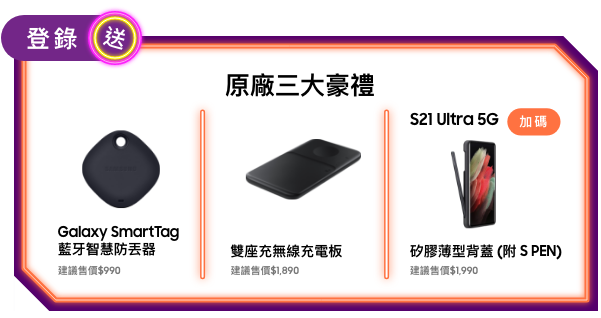 登錄 送
原廠三大豪禮
Galaxy SmartTag
藍牙智慧防丟器
建議售價$990
雙座充無線充電板
建議售價$1,890
S21 Ultra 5G 加碼
矽膠薄型背蓋 (附 S PEN)
建議售價$1,990